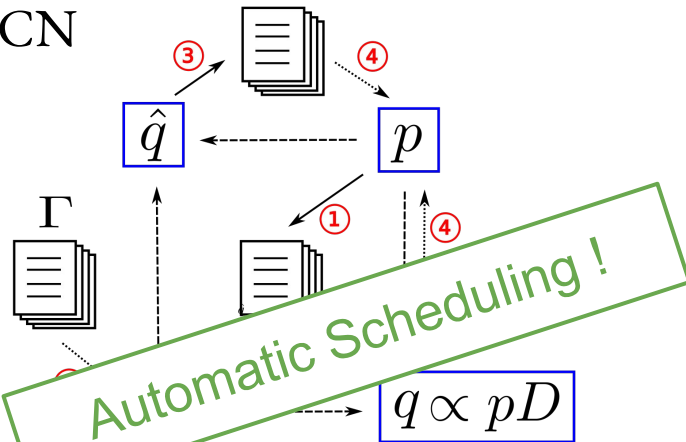 CN
③
④
q̂
p
①
Γ
④
Automatic Scheduling !
q ∝ pD